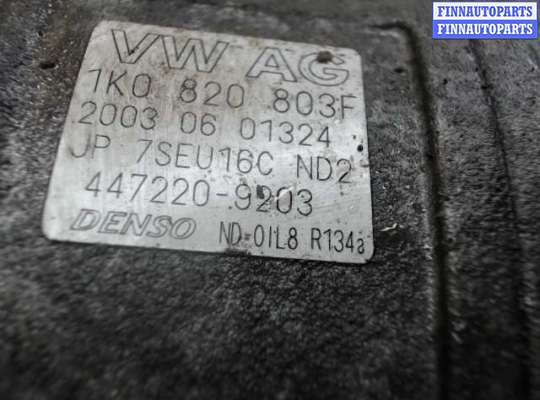 FINNAUTOPARTS
FINNAUTOPARTS
VW AG
1K0 820 803F
2003 06 01324
JP 7SEU16C ND2
447220-9203
DENSO ND-OIL8 R134a